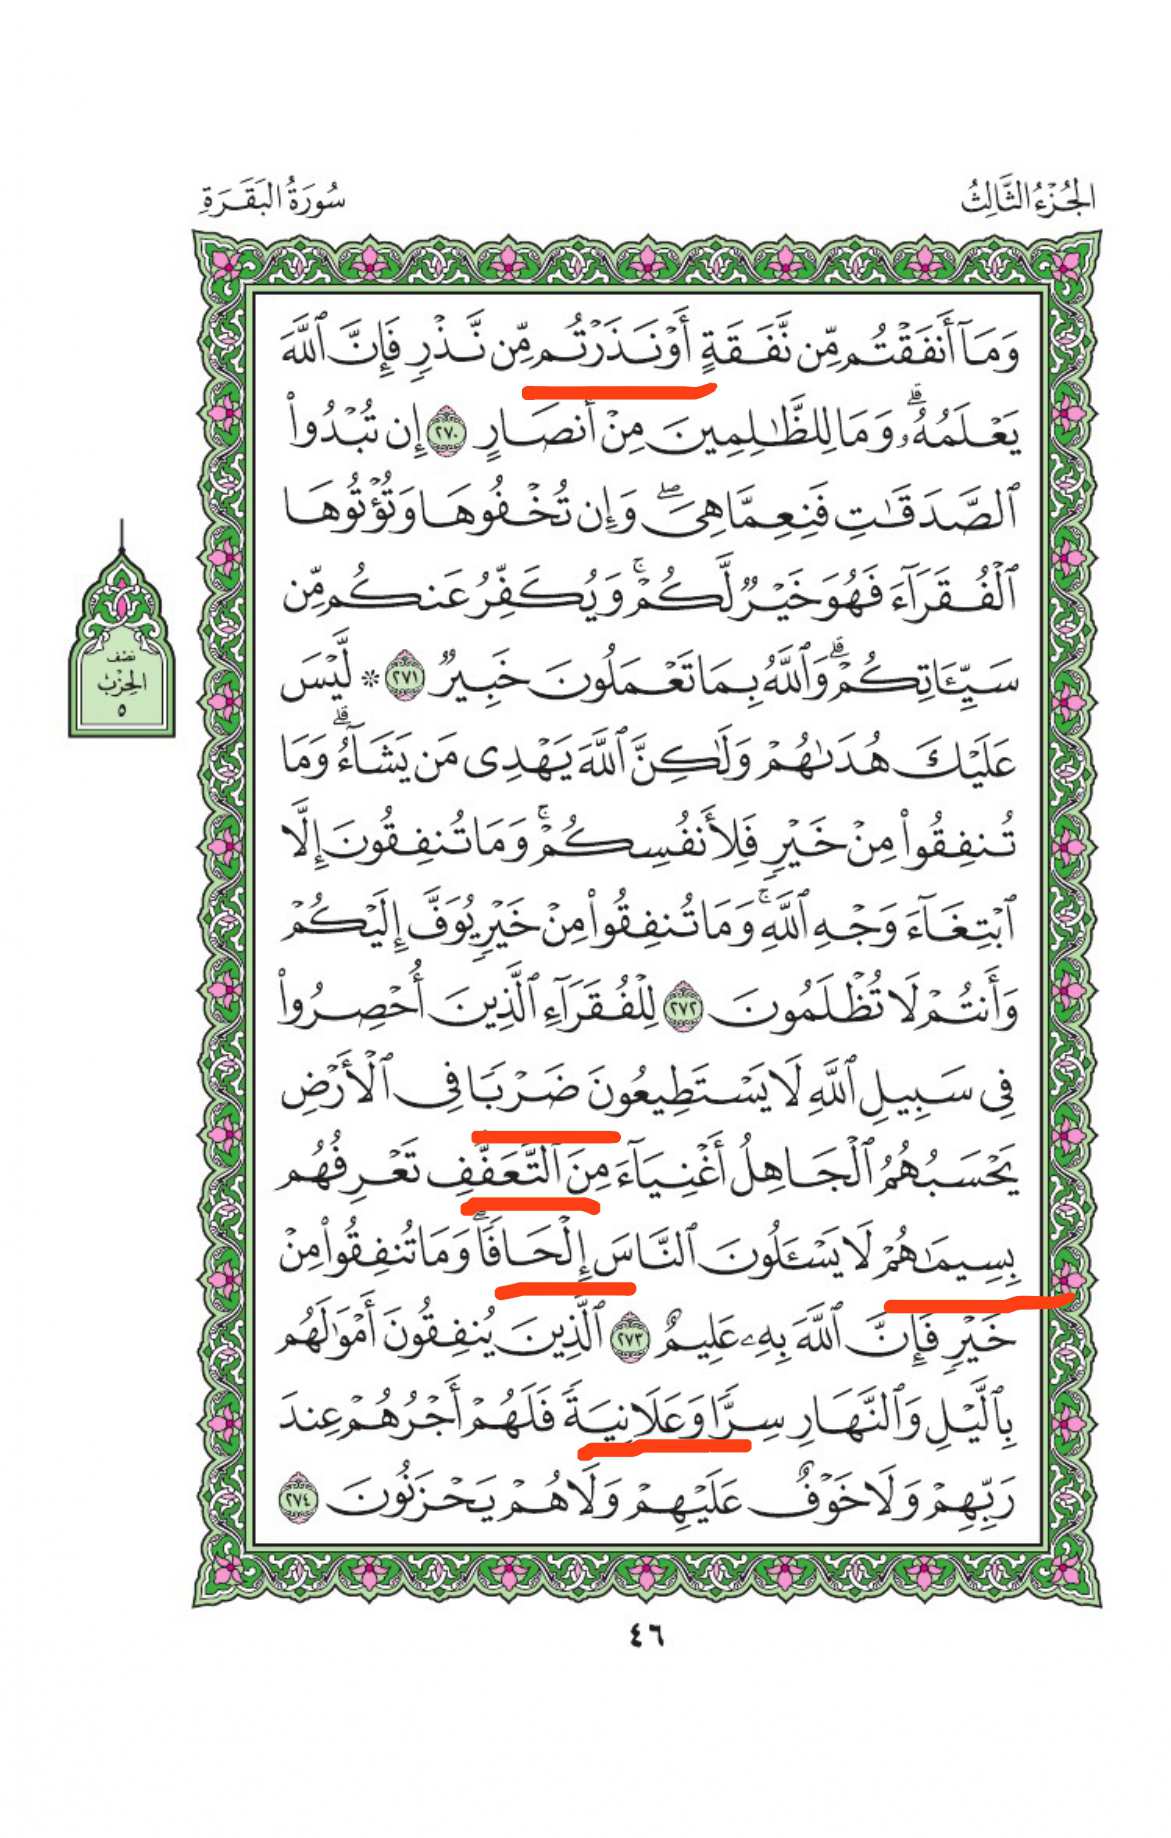 الجُزْءُ الثَّالِثُ
سُورَةُ البَقَرَةِ
وَمَآ أَنفَقْتُم مِّن نَّفَقَةٍ أَوْ نَذَرْتُم مِّن نَّذْرٍ فَإِنَّ ٱللَّهَ
يَعْلَمُهُۥۗ وَمَا لِلظَّٰلِمِينَ مِنْ أَنصَارٍ ٢٧٠ إِن تُبْدُوا۟
ٱلصَّدَقَٰتِ فَنِعِمَّا هِىَۖ وَإِن تُخْفُوهَا وَتُؤْتُوهَا
ٱلْفُقَرَآءَ فَهُوَ خَيْرٌ لَّكُمْۚ وَيُكَفِّرُ عَنكُم مِّن
سَيِّـَٔاتِكُمْۗ وَٱللَّهُ بِمَا تَعْمَلُونَ خَبِيرٌ ٢٧١ * لَّيْسَ
عَلَيْكَ هُدَىٰهُمْ وَلَٰكِنَّ ٱللَّهَ يَهْدِى مَن يَشَآءُۗ وَمَا
تُنفِقُوا۟ مِنْ خَيْرٍ فَلِأَنفُسِكُمْۚ وَمَا تُنفِقُونَ إِلَّا
ٱبْتِغَآءَ وَجْهِ ٱللَّهِۚ وَمَا تُنفِقُوا۟ مِنْ خَيْرٍ يُوَفَّ إِلَيْكُمْ
وَأَنتُمْ لَا تُظْلَمُونَ ٢٧٢ لِلْفُقَرَآءِ ٱلَّذِينَ أُحْصِرُوا۟
فِى سَبِيلِ ٱللَّهِ لَا يَسْتَطِيعُونَ ضَرْبًا فِى ٱلْأَرْضِ
يَحْسَبُهُمُ ٱلْجَاهِلُ أَغْنِيَآءَ مِنَ ٱلتَّعَفُّفِ تَعْرِفُهُم
بِسِيمَٰهُمْ لَا يَسْـَٔلُونَ ٱلنَّاسَ إِلْحَافًاۗ وَمَا تُنفِقُوا۟ مِنْ
خَيْرٍ فَإِنَّ ٱللَّهَ بِهِۦ عَلِيمٌ ٢٧٣ ٱلَّذِينَ يُنفِقُونَ أَمْوَٰلَهُم
بِٱلَّيْلِ وَٱلنَّهَارِ سِرًّا وَعَلَانِيَةً فَلَهُمْ أَجْرُهُمْ عِندَ
رَبِّهِمْ وَلَا خَوْفٌ عَلَيْهِمْ وَلَا هُمْ يَحْزَنُونَ ٢٧٤
نصف
الحِزْب
٥
٤٦